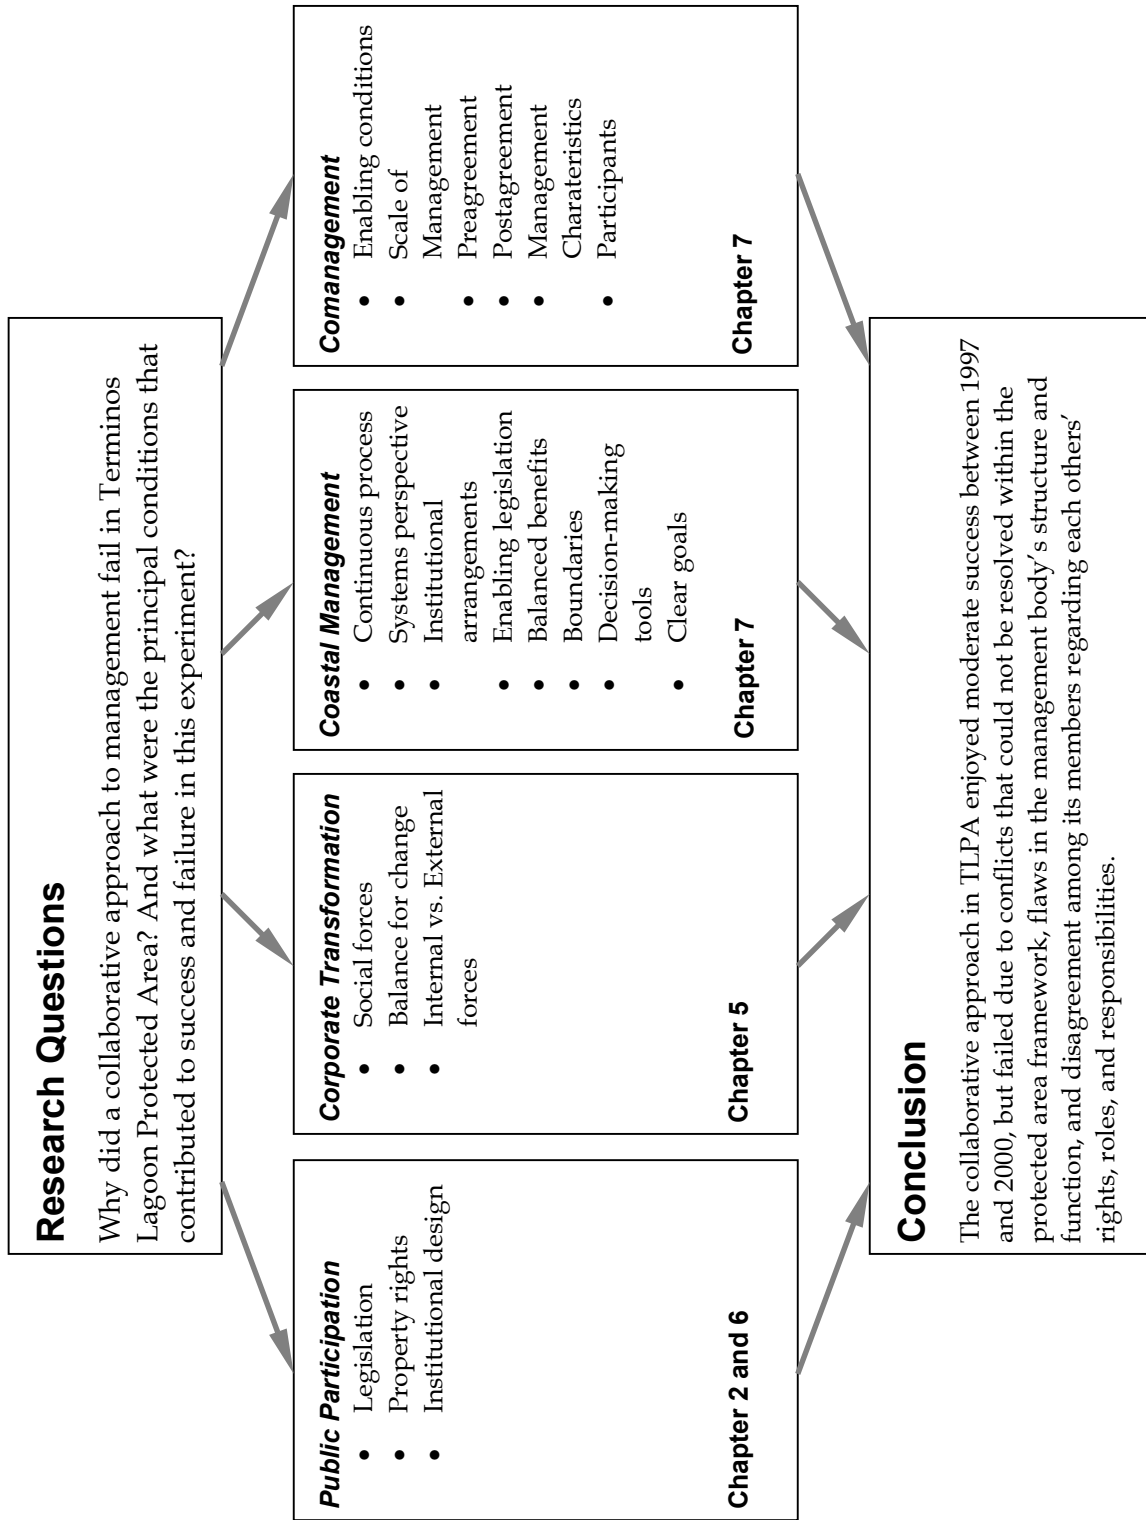 Research Questions
Why did a collaborative approach to management fail in Terminos
Lagoon Protected Area? And what were the principal conditions that
contributed to success and failure in this experiment?
Public Participation
• Legislation
• Property rights
• Institutional design
Chapter 2 and 6
Corporate Transformation
• Social forces
• Balance for change
• Internal vs. External
forces
Chapter 5
Coastal Management
• Continuous process
• Systems perspective
• Institutional
arrangements
• Enabling legislation
• Balanced benefits
• Boundaries
• Decision-making
tools
• Clear goals
Chapter 7
Comanagement
• Enabling conditions
• Scale of
Management
• Preagreement
• Postagreement
• Management
Charateristics
• Participants
Chapter 7
Conclusion
The collaborative approach in TLPA enjoyed moderate success between 1997
and 2000, but failed due to conflicts that could not be resolved within the
protected area framework, flaws in the management body’s structure and
function, and disagreement among its members regarding each others’
rights, roles, and responsibilities.